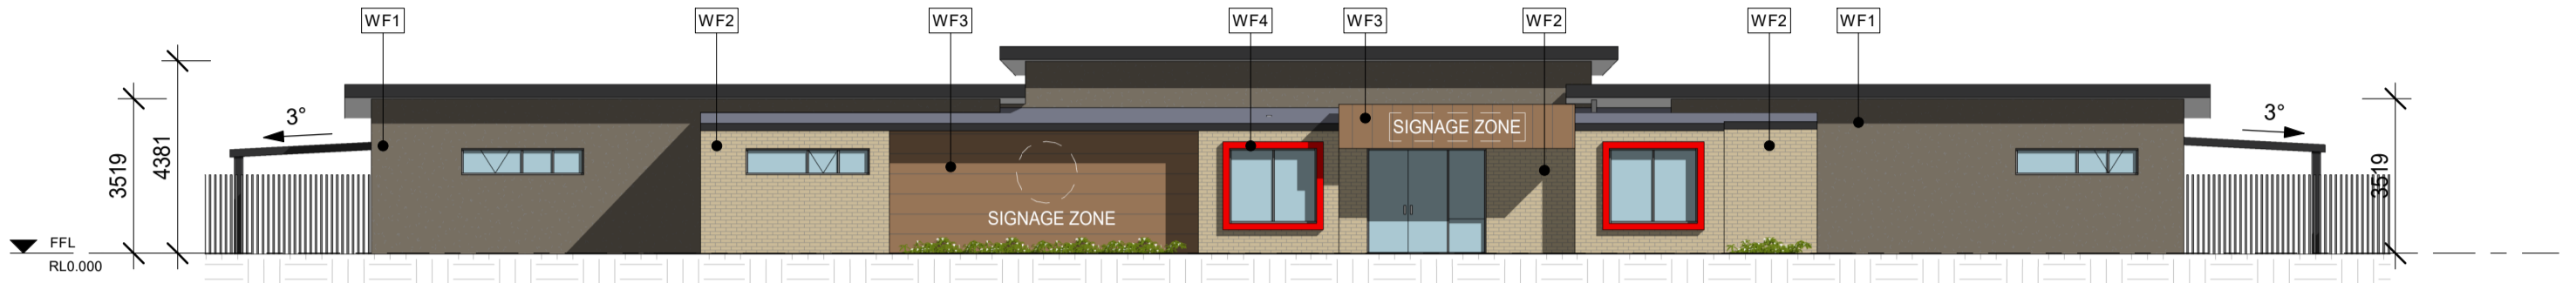 WF1
WF2
WF3
WF4
WF3
WF2
WF2
WF1
3519
4381
3°
SIGNAGE ZONE
SIGNAGE ZONE
3°
3519
FFL
RL0.000